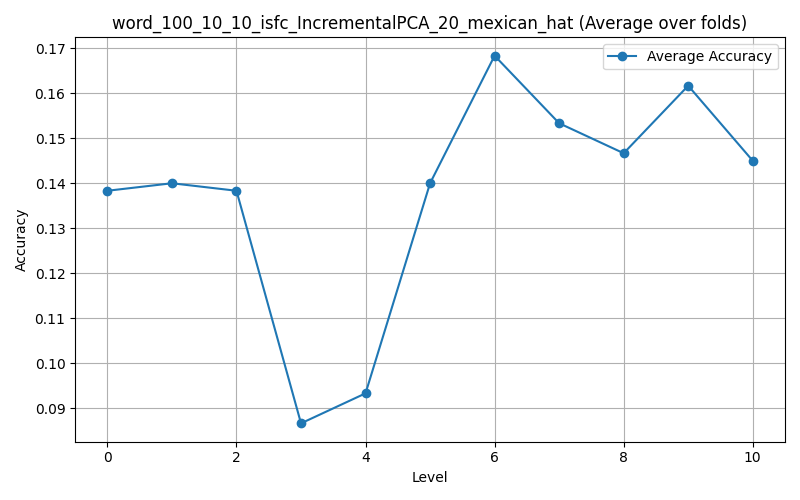 word_100_10_10_isfc_IncrementalPCA_20_mexican_hat (Average over folds)
Average Accuracy
0.17
0.16
0.15
0.14
0.13
0.12
0.11
0.10
0.09
Accuracy
0 2 4 6 8 10
Level